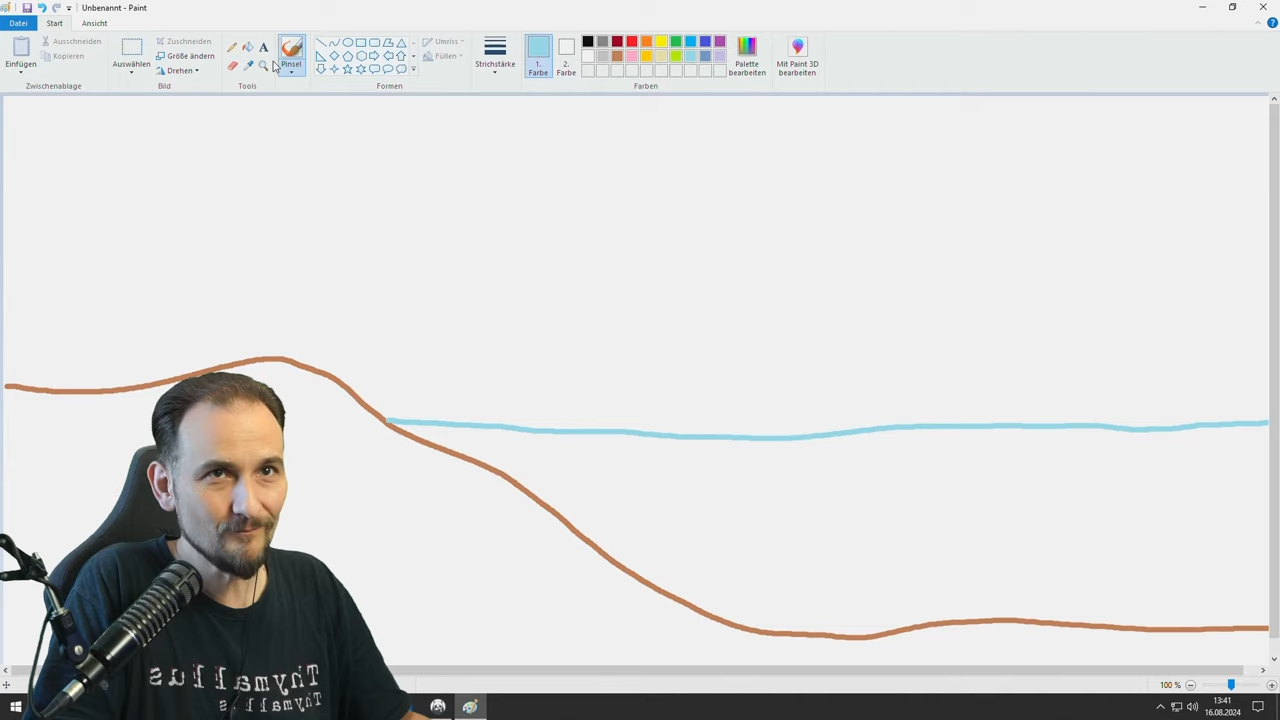 Unbenannt - Paint
Datei
Start
Ansicht
Einfügen
Ausschneiden
Kopieren
Zwischenablage
Auswählen
Zuschneiden
Größe ändern
Drehen
Bild
A
Tools
Pinsel
Formen
Umriss
Füllen
Strichstärke
1.
Farbe
2.
Farbe
Farben
Palette
bearbeiten
Mit Paint 3D
bearbeiten
Thymallus
Thymallus
100 %
13:41
16.08.2024